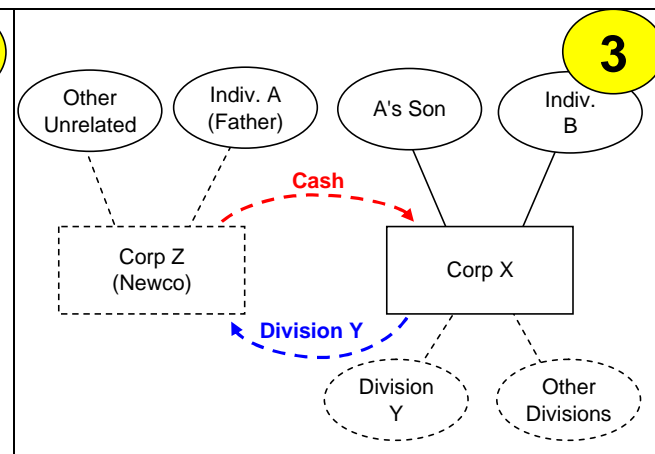 3
Other
Unrelated
Indiv. A
(Father)
A's Son
Indiv.
B
Cash
Corp Z
(Newco)
Corp X
Division Y
Division
Y
Other
Divisions